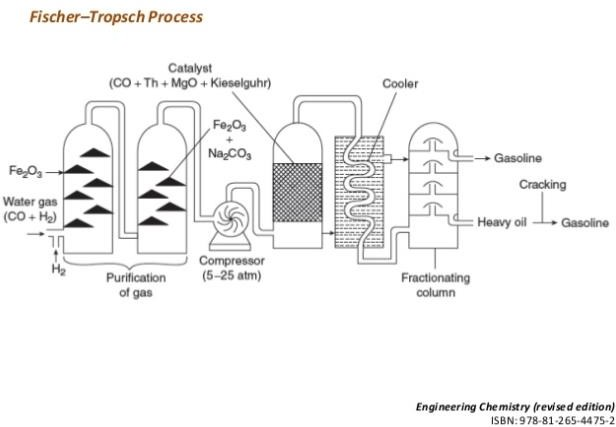 Fischer–Tropsch Process
Catalyst
(CO + Th + MgO + Kieselguhr)
Cooler
Fe₂O₃
+
Na₂CO₃
Fe₂O₃
Water gas
(CO + H₂)
H₂
Purification
of gas
Compressor
(5–25 atm)
Gasoline
Cracking
Heavy oil
Gasoline
Fractionating
column
Engineering Chemistry (revised edition)
ISBN: 978-81-265-4475-2